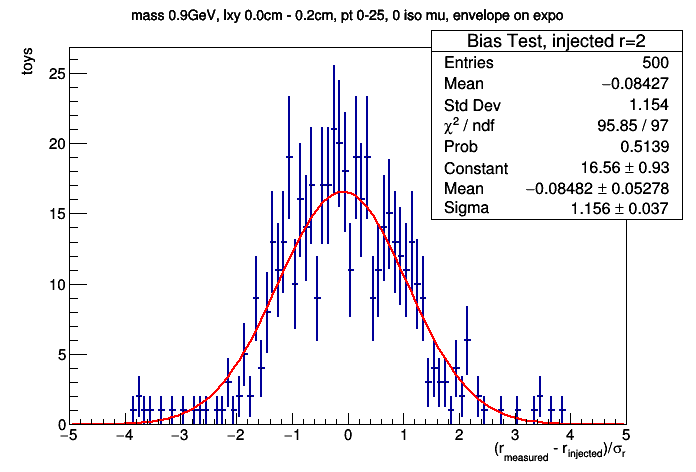 mass 0.9GeV, lxy 0.0cm - 0.2cm, pt 0-25, 0 iso mu, envelope on expo
Bias Test, injected r=2
Entries 500
Mean −0.08427
Std Dev 1.154
χ² / ndf 95.85 / 97
Prob 0.5139
Constant 16.56 ± 0.93
Mean −0.08482 ± 0.05278
Sigma 1.156 ± 0.037
toys
25
20
15
10
5
0
−5 −4 −3 −2 −1 0 1 2 3 4 5
(r_measured - r_injected)/σ_r